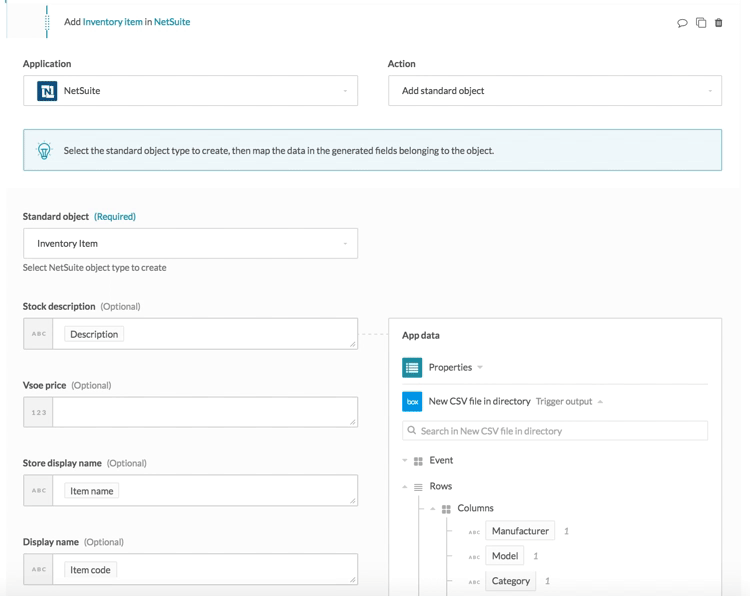 Add Inventory item in NetSuite
Application
Action
NetSuite
Add standard object
Select the standard object type to create, then map the data in the generated fields belonging to the object.
Standard object (Required)
Inventory Item
Select NetSuite object type to create
Stock description (Optional)
ABC Description
Vsoe price (Optional)
123
Store display name (Optional)
ABC Item name
Display name (Optional)
ABC Item code
App data
Properties
box New CSV file in directory Trigger output
Search in New CSV file in directory
Event
Rows
Columns
ABC Manufacturer 1
ABC Model 1
ABC Category 1